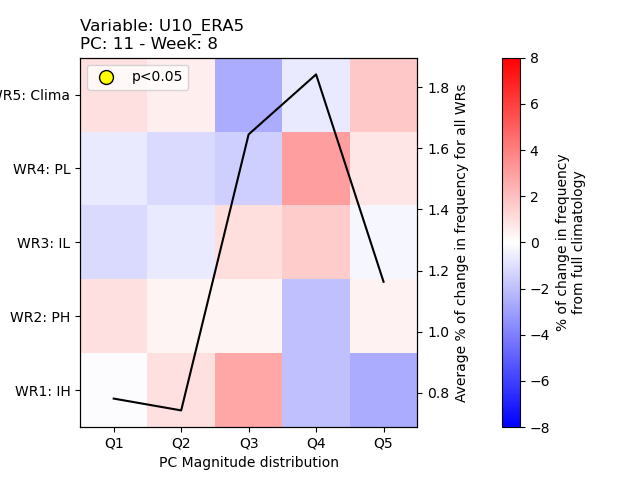 Variable: U10_ERA5
PC: 11 - Week: 8
p<0.05
WR5: Clima
WR4: PL
WR3: IL
WR2: PH
WR1: IH
Q1 Q2 Q3 Q4 Q5
PC Magnitude distribution
1.8
1.6
1.4
1.2
1.0
0.8
Average % of change in frequency for all WRs
8
6
4
2
0
−2
−4
−6
−8
% of change in frequency
from full climatology